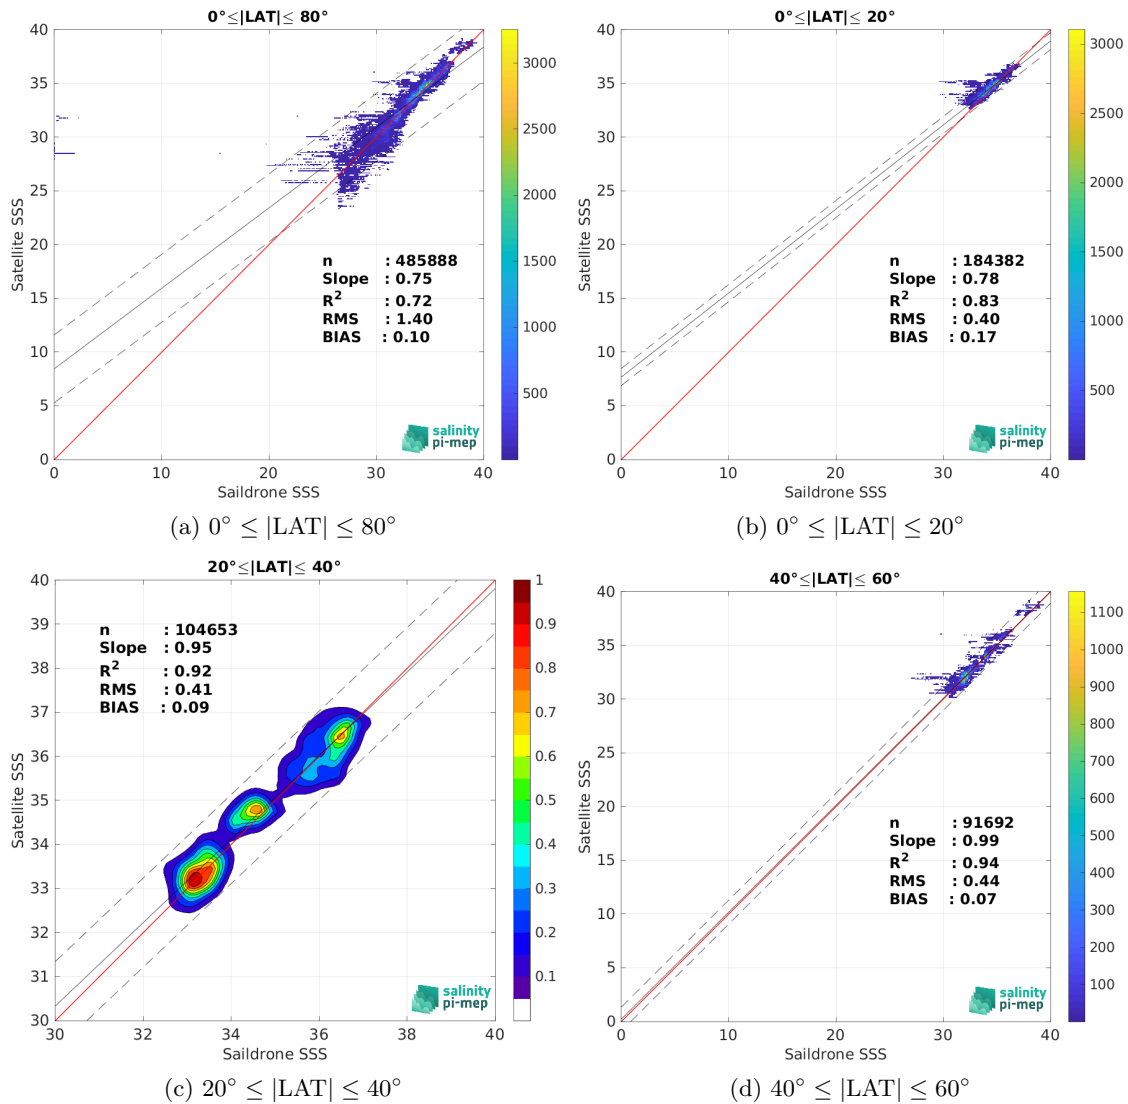 0°≤|LAT|≤ 80°
40
35
30
25
20
15
10
5
0
Satellite SSS
n : 485888
Slope : 0.75
R² : 0.72
RMS : 1.40
BIAS : 0.10
salinity
pi-mep
0 10 20 30 40
Saildrone SSS
3000
2500
2000
1500
1000
500
(a) 0° ≤ |LAT| ≤ 80°
0°≤|LAT|≤ 20°
40
35
30
25
20
15
10
5
0
Satellite SSS
n : 184382
Slope : 0.78
R² : 0.83
RMS : 0.40
BIAS : 0.17
salinity
pi-mep
0 10 20 30 40
Saildrone SSS
3000
2500
2000
1500
1000
500
(b) 0° ≤ |LAT| ≤ 20°
20°≤|LAT|≤ 40°
40
39
38
37
36
35
34
33
32
31
30
Satellite SSS
n : 104653
Slope : 0.95
R² : 0.92
RMS : 0.41
BIAS : 0.09
salinity
pi-mep
30 32 34 36 38 40
Saildrone SSS
1
0.9
0.8
0.7
0.6
0.5
0.4
0.3
0.2
0.1
(c) 20° ≤ |LAT| ≤ 40°
40°≤|LAT|≤ 60°
40
35
30
25
20
15
10
5
0
Satellite SSS
n : 91692
Slope : 0.99
R² : 0.94
RMS : 0.44
BIAS : 0.07
salinity
pi-mep
0 10 20 30 40
Saildrone SSS
1100
1000
900
800
700
600
500
400
300
200
100
(d) 40° ≤ |LAT| ≤ 60°